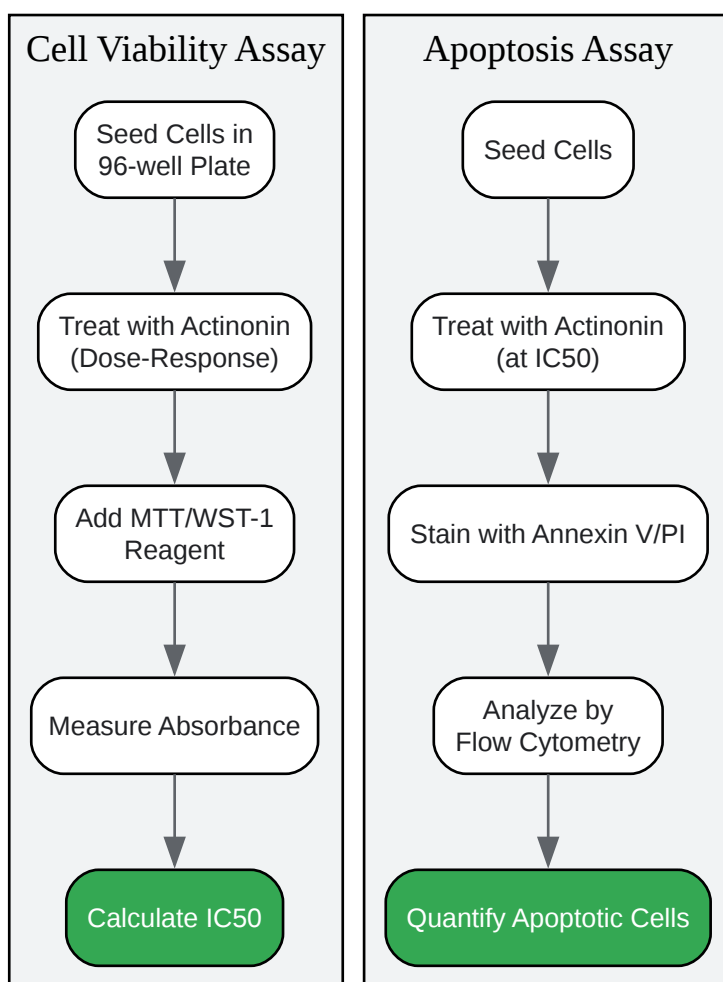 Cell Viability Assay
Seed Cells in
96-well Plate
Treat with Actinonin
(Dose-Response)
Add MTT/WST-1
Reagent
Measure Absorbance
Calculate IC50
Apoptosis Assay
Seed Cells
Treat with Actinonin
(at IC50)
Stain with Annexin V/PI
Analyze by
Flow Cytometry
Quantify Apoptotic Cells